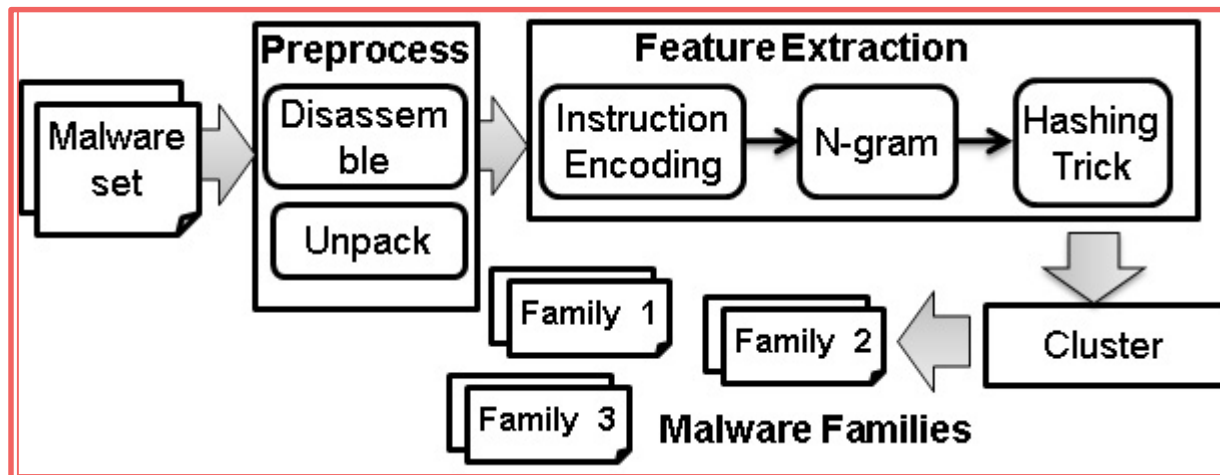 Malware
set
Preprocess
Disassem
ble
Unpack
Feature Extraction
Instruction
Encoding
N-gram
Hashing
Trick
Cluster
Family 1
Family 2
Family 3
Malware Families